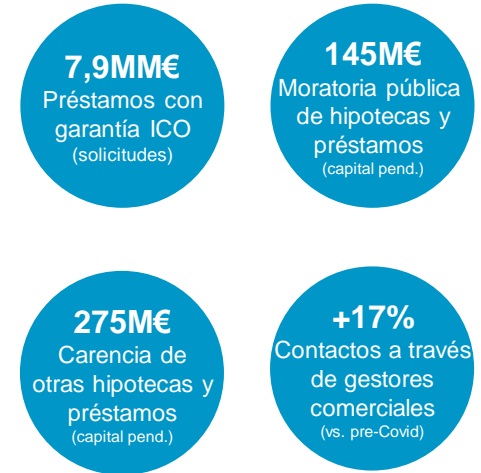 7,9MM€
Préstamos con
garantía ICO
(solicitudes)
145M€
Moratoria pública
de hipotecas y
préstamos
(capital pend.)
275M€
Carencia de
otras hipotecas y
préstamos
(capital pend.)
+17%
Contactos a través
de gestores
comerciales
(vs. pre-Covid)